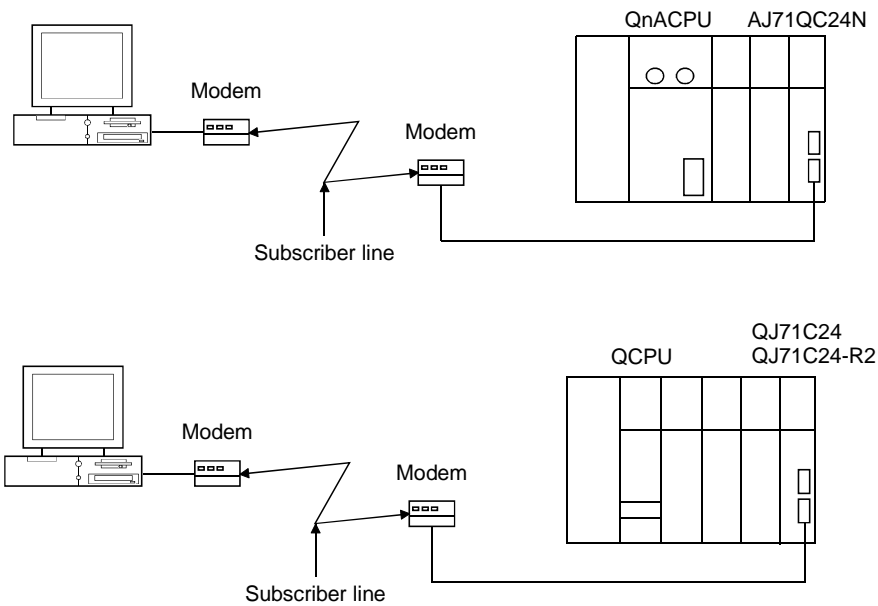 QnACPU AJ71QC24N
Modem
Modem
Subscriber line
QJ71C24
QCPU QJ71C24-R2
Modem
Modem
Subscriber line